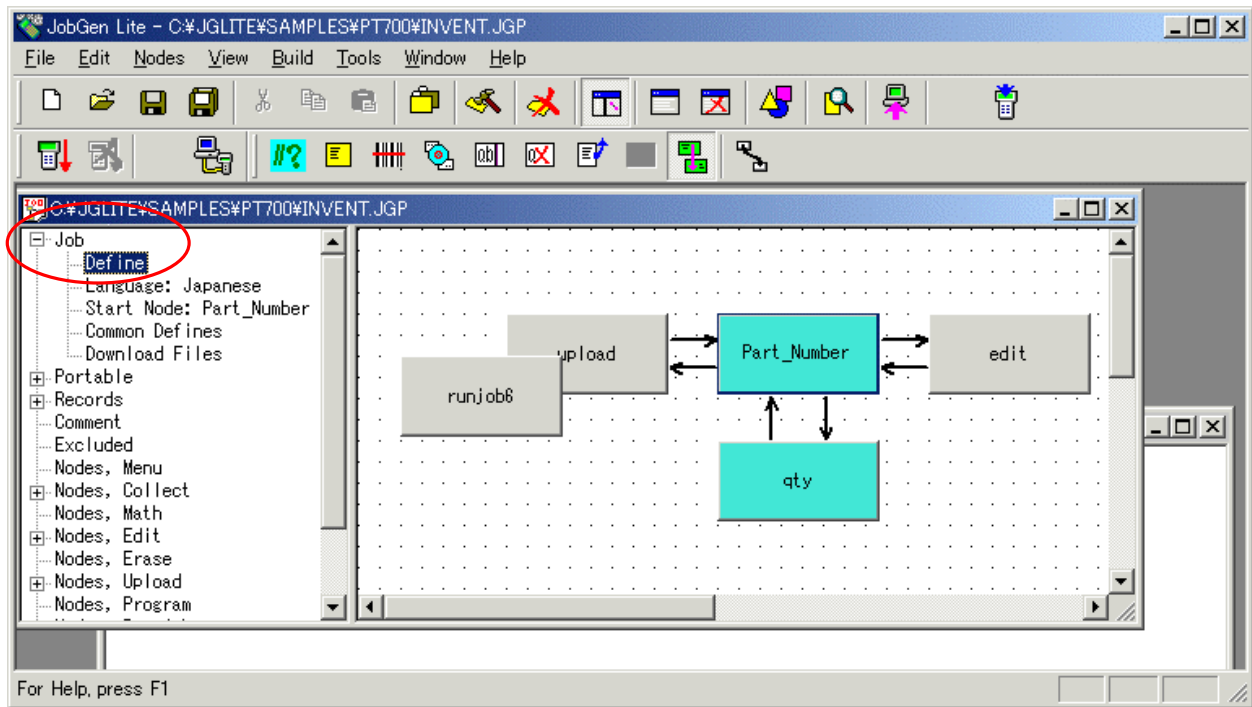 JobGen Lite - C:¥JGLITE¥SAMPLES¥PT700¥INVENT.JGP
File Edit Nodes View Build Tools Window Help
//?
ab
C:¥JGLITE¥SAMPLES¥PT700¥INVENT.JGP
Job
Define
Language: Japanese
Start Node: Part_Number
Common Defines
Download Files
Portable
Records
Comment
Excluded
Nodes, Menu
Nodes, Collect
Nodes, Math
Nodes, Edit
Nodes, Erase
Nodes, Upload
Nodes, Program
upload
Part_Number
edit
runjob6
qty
For Help, press F1